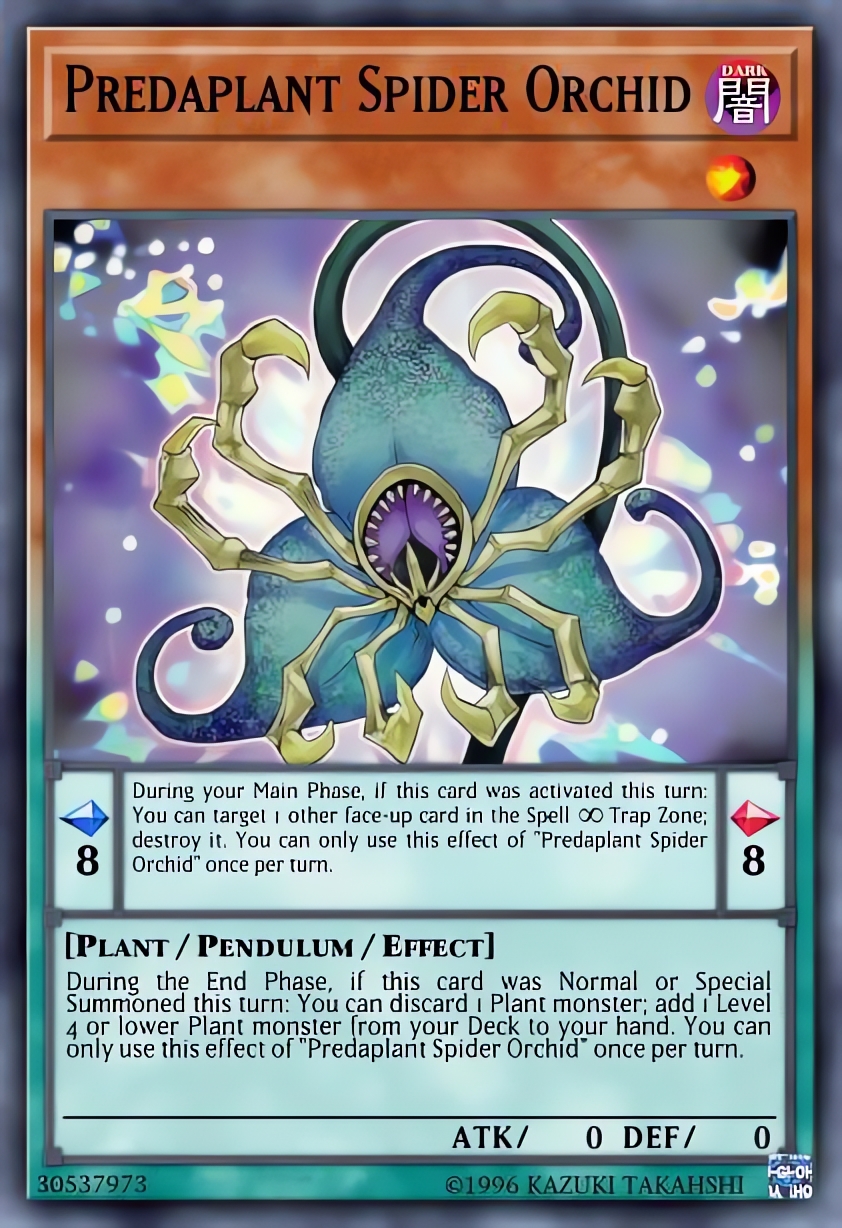 PREDAPLANT SPIDER ORCHID
DARK
闇
During your Main Phase, if this card was activated this turn:
You can target 1 other face-up card in the Spell ∞ Trap Zone;
destroy it. You can only use this effect of "Predaplant Spider
Orchid" once per turn.
8
8
[PLANT / PENDULUM / EFFECT]
During the End Phase, if this card was Normal or Special
Summoned this turn: You can discard 1 Plant monster; add 1 Level
4 or lower Plant monster from your Deck to your hand. You can
only use this effect of "Predaplant Spider Orchid" once per turn.
ATK/ 0 DEF/ 0
30537973
©1996 KAZUKI TAKAHSHI